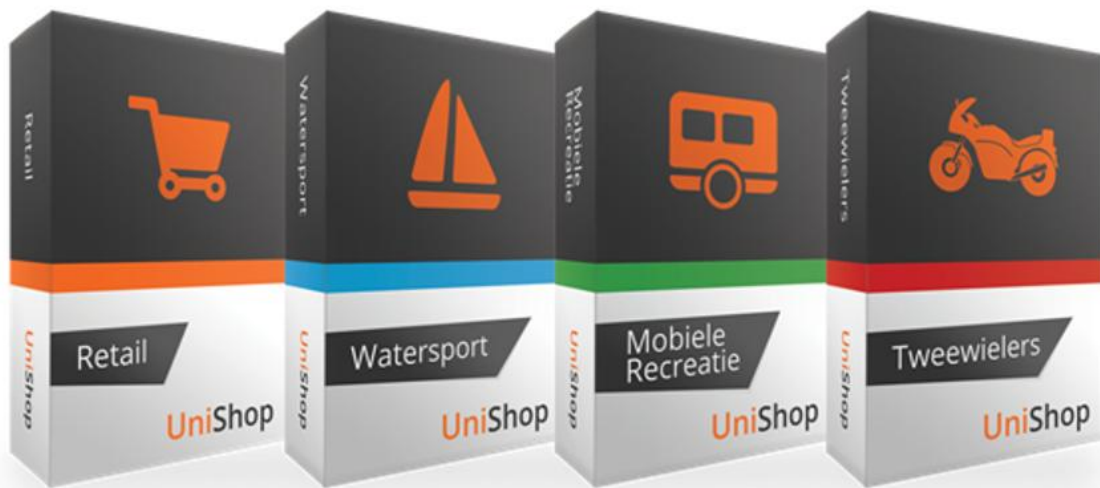 Retail
Retail
UniShop
UniShop
Watersport
Watersport
UniShop
UniShop
Mobiele
Recreatie
Mobiele
Recreatie
UniShop
UniShop
Tweewielers
Tweewielers
UniShop
UniShop